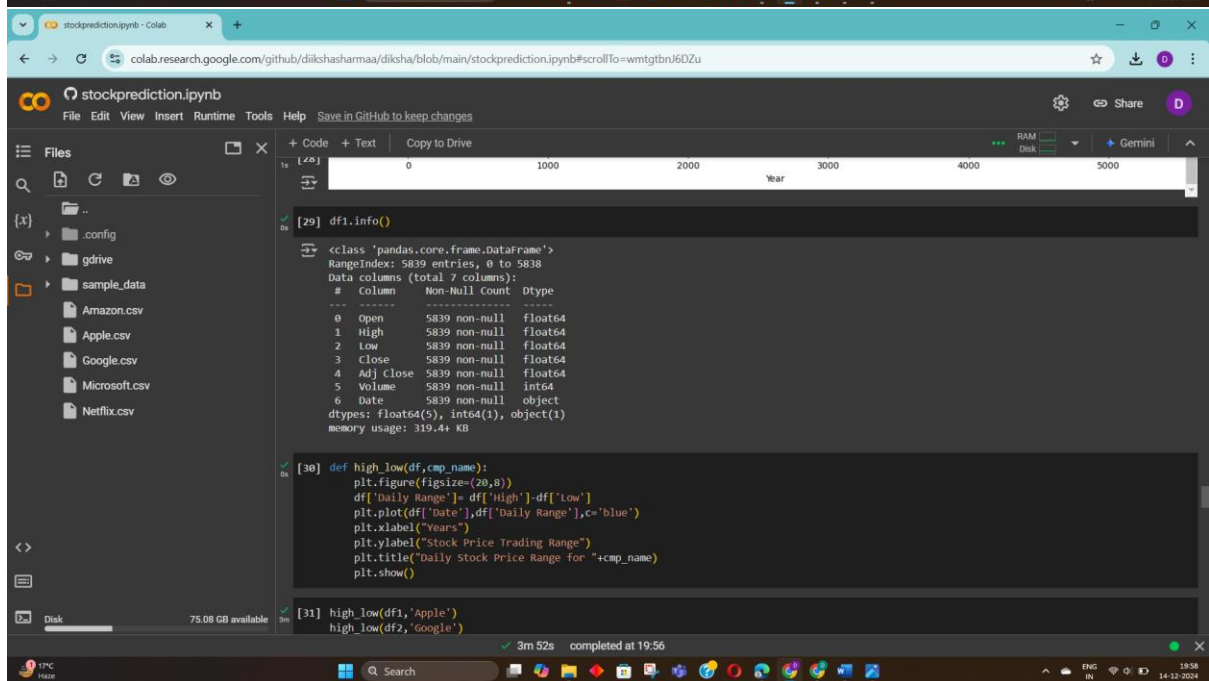 stockprediction.ipynb - Colab
colab.research.google.com/github/diikshasharmaa/diksha/blob/main/stockprediction.ipynb#scrollTo=wmtgtbnJ6DZu
D
stockprediction.ipynb
Share
D
File Edit View Insert Runtime Tools Help Save in GitHub to keep changes
Files
+ Code + Text Copy to Drive
RAM
Disk
Gemini
..
.config
gdrive
sample_data
Amazon.csv
Apple.csv
Google.csv
Microsoft.csv
Netflix.csv
Disk 75.08 GB available
{x}
1s [28]
0 1000 2000 3000 4000 5000
Year
0s [29] df1.info()
<class 'pandas.core.frame.DataFrame'>
RangeIndex: 5839 entries, 0 to 5838
Data columns (total 7 columns):
# Column Non-Null Count Dtype
--- ------ -------------- -----
0 Open 5839 non-null float64
1 High 5839 non-null float64
2 Low 5839 non-null float64
3 Close 5839 non-null float64
4 Adj Close 5839 non-null float64
5 Volume 5839 non-null int64
6 Date 5839 non-null object
dtypes: float64(5), int64(1), object(1)
memory usage: 319.4+ KB
0s [30] def high_low(df,cmp_name):
plt.figure(figsize=(20,8))
df['Daily Range']= df['High']-df['Low']
plt.plot(df['Date'],df['Daily Range'],c='blue')
plt.xlabel("Years")
plt.ylabel("Stock Price Trading Range")
plt.title("Daily Stock Price Range for "+cmp_name)
plt.show()
3m [31] high_low(df1,'Apple')
high_low(df2,'Google')
3m 52s completed at 19:56
1
17°C
Haze
Search
ENG
IN
19:58
14-12-2024